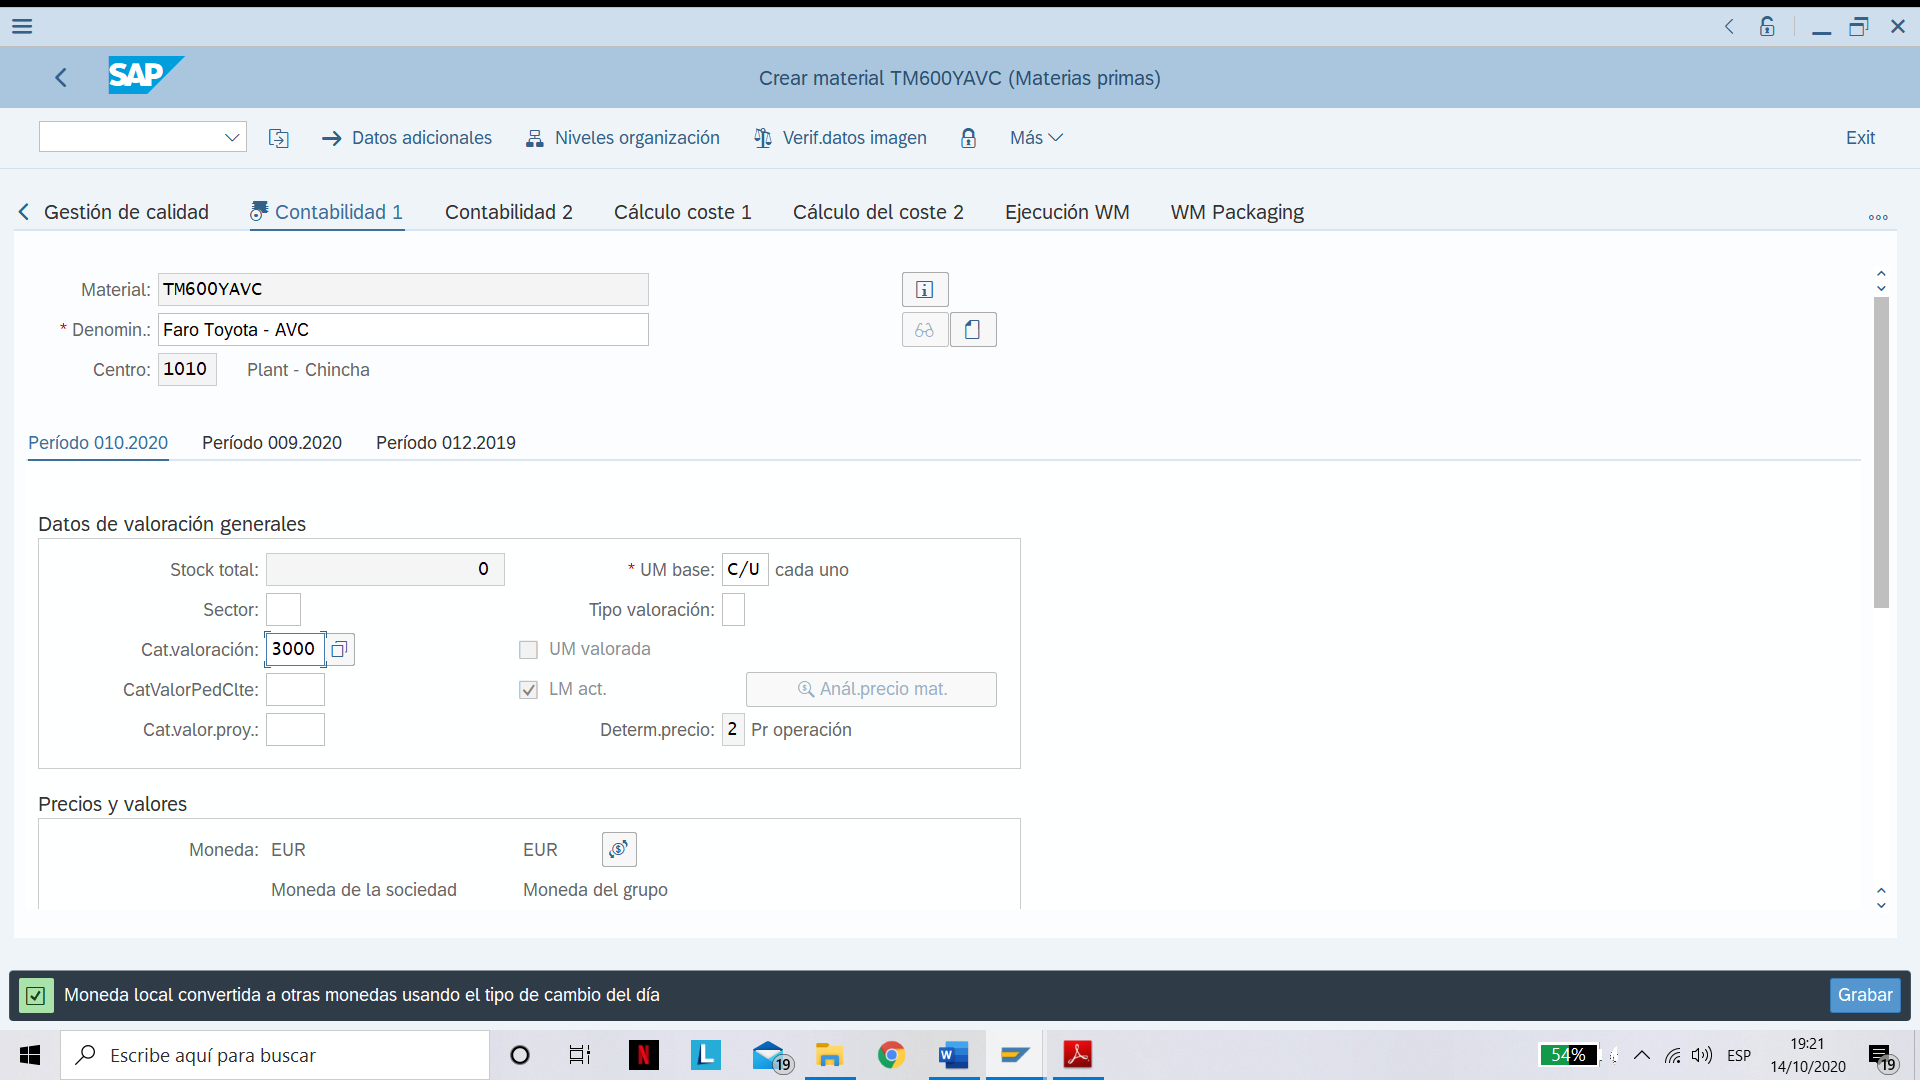 SAP
Crear material TM600YAVC (Materias primas)
Datos adicionales
Niveles organización
Verif.datos imagen
Más
Exit
Gestión de calidad
Contabilidad 1
Contabilidad 2
Cálculo coste 1
Cálculo del coste 2
Ejecución WM
WM Packaging
Material: TM600YAVC
* Denomin.: Faro Toyota - AVC
Centro: 1010 Plant - Chincha
Período 010.2020
Período 009.2020
Período 012.2019
Datos de valoración generales
Stock total: 0
* UM base: C/U cada uno
Sector:
Tipo valoración:
Cat.valoración: 3000
UM valorada
CatValorPedClte:
LM act.
Anál.precio mat.
Cat.valor.proy.:
Determ.precio: 2 Pr operación
Precios y valores
Moneda: EUR
EUR
Moneda de la sociedad
Moneda del grupo
Moneda local convertida a otras monedas usando el tipo de cambio del día
Grabar
Escribe aquí para buscar
N
L
19
W
54%
ESP
19:21
14/10/2020
19